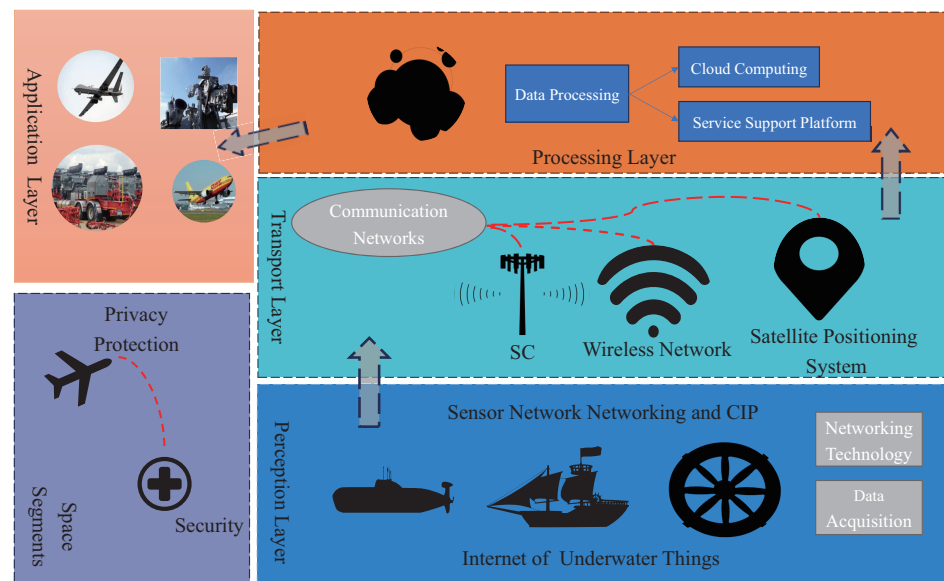 Application Layer
Data Processing
Cloud Computing
Service Support Platform
Processing Layer
Transport Layer
Communication
Networks
SC
Wireless Network
Satellite Positioning
System
Privacy
Protection
Security
Space
Segments
Perception Layer
Sensor Network Networking and CIP
Networking
Technology
Data
Acquisition
Internet of Underwater Things